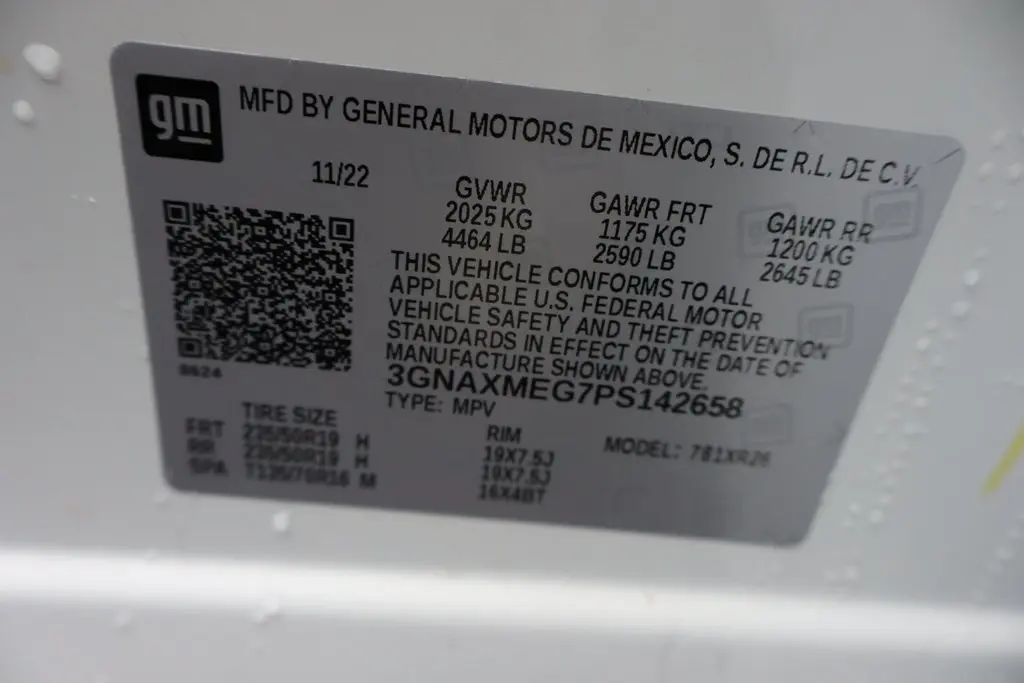 gm
MFD BY GENERAL MOTORS DE MEXICO, S. DE R.L. DE C.V.
11/22
GVWR
2025 KG
4464 LB
GAWR FRT
1175 KG
2590 LB
GAWR RR
1200 KG
2645 LB
THIS VEHICLE CONFORMS TO ALL
APPLICABLE U.S. FEDERAL MOTOR
VEHICLE SAFETY AND THEFT PREVENTION
STANDARDS IN EFFECT ON THE DATE OF
MANUFACTURE SHOWN ABOVE.
3GNAXMEG7PS142658
TYPE: MPV
8624
TIRE SIZE
FRT 235/50R19 H
RR 235/50R19 H
SPA T135/70R16 M
RIM
19X7.5J
19X7.5J
16X4BT
MODEL: 781XR26